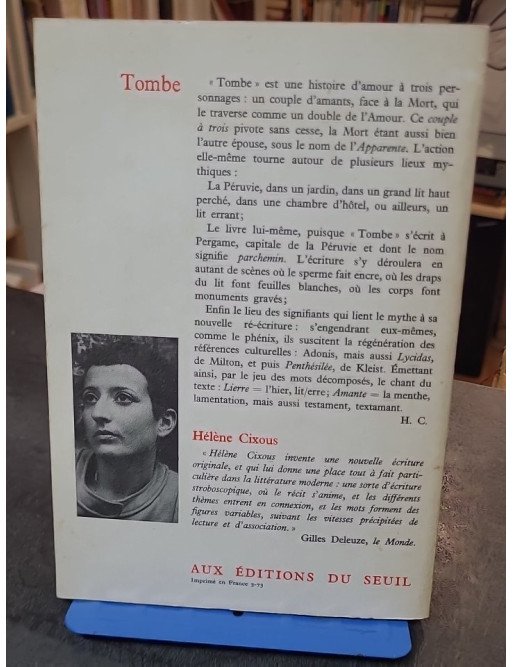 Tombe
« Tombe » est une histoire d'amour à trois per-
sonnages : un couple d'amants, face à la Mort, qui
le traverse comme un double de l'Amour. Ce couple
à trois pivote sans cesse, la Mort étant aussi bien
l'autre épouse, sous le nom de l'Apparente. L'action
elle-même tourne autour de plusieurs lieux my-
thiques :
La Péruvie, dans un jardin, dans un grand lit haut
perché, dans une chambre d'hôtel, ou ailleurs, un
lit errant;
Le livre lui-même, puisque « Tombe » s'écrit à
Pergame, capitale de la Péruvie et dont le nom
signifie parchemin. L'écriture s'y déroulera en
autant de scènes où le sperme fait encre, où les draps
du lit font feuilles blanches, où les corps font
monuments gravés;
Enfin le lieu des signifiants qui lient le mythe à sa
nouvelle ré-écriture : s'engendrant eux-mêmes,
comme le phénix, ils suscitent la régénération des
références culturelles : Adonis, mais aussi Lycidas,
de Milton, et puis Penthésilée, de Kleist. Émettant
ainsi, par le jeu des mots décomposés, le chant du
texte : Lierre = l'hier, lit/erre; Amante = la menthe,
lamentation, mais aussi testament, textamant.
H. C.
Hélène Cixous
« Hélène Cixous invente une nouvelle écriture
originale, et qui lui donne une place tout à fait parti-
culière dans la littérature moderne : une sorte d'écriture
stroboscopique, où le récit s'anime, et les différents
thèmes entrent en connexion, et les mots forment des
figures variables, suivant les vitesses précipitées de
lecture et d'association. »
Gilles Deleuze, le Monde.
AUX ÉDITIONS DU SEUIL
Imprimé en France 2-73